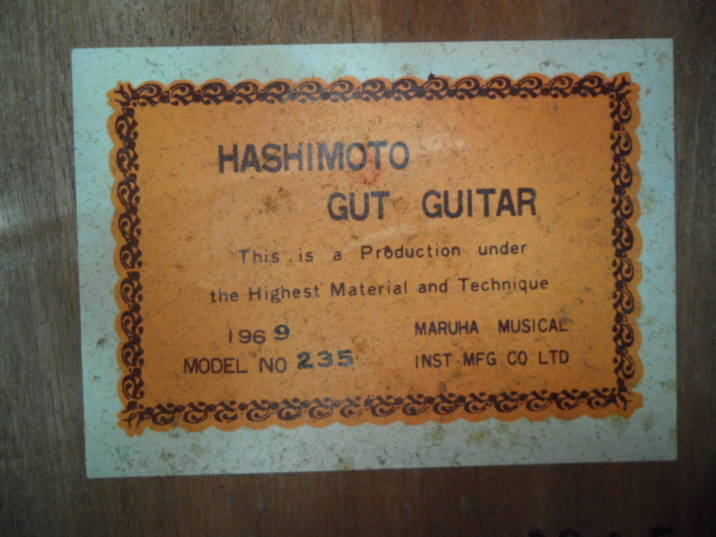 HASHIMOTO
GUT GUITAR
This is a Production under
the Highest Material and Technique
1969
MODEL NO 235
MARUHA MUSICAL
INST MFG CO LTD